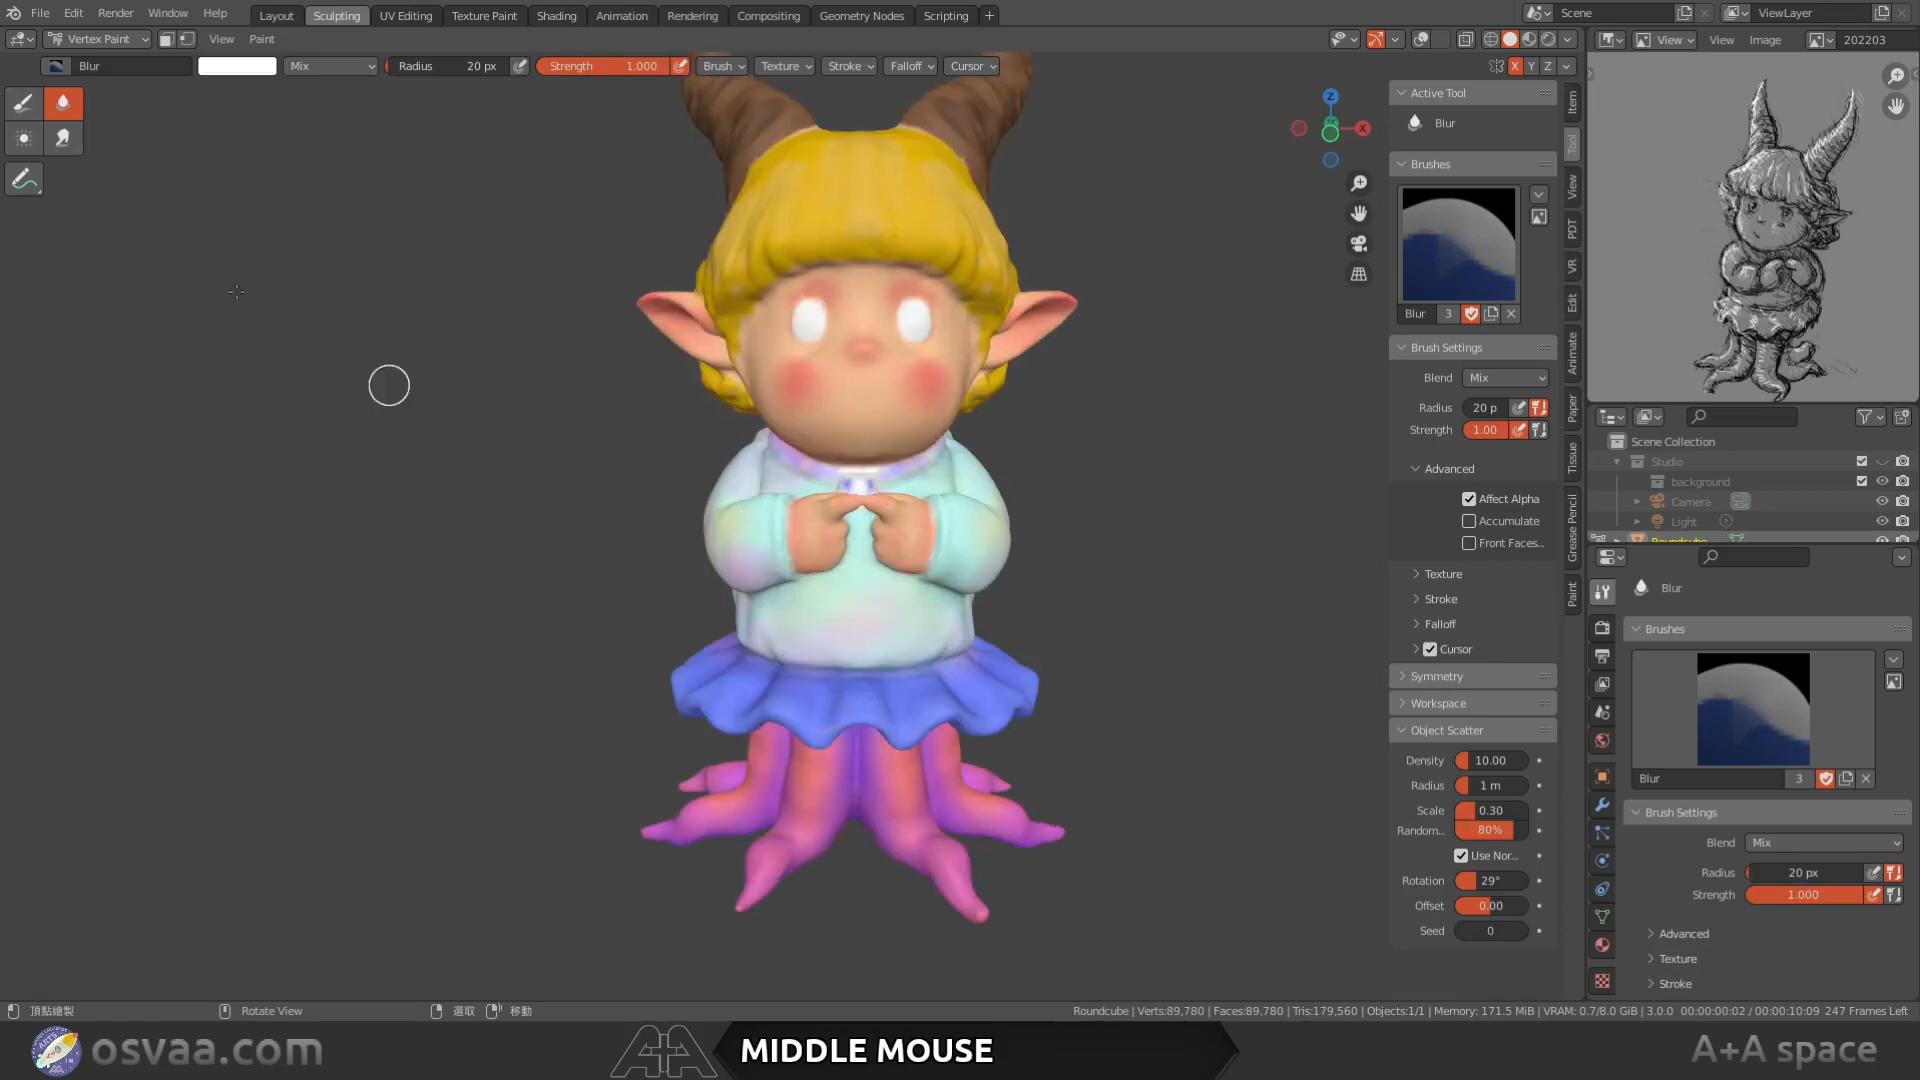 File Edit Render Window Help Layout Sculpting UV Editing Texture Paint Shading Animation Rendering Compositing Geometry Nodes Scripting + Scene ViewLayer
Vertex Paint View Paint View View Image 202203
Blur Mix Radius 20 px Strength 1.000 Brush Texture Stroke Falloff Cursor X Y Z
Z
X
Active Tool
Blur
Brushes
Blur 3
Brush Settings
Blend Mix
Radius 20 p
Strength 1.00
Advanced
Affect Alpha
Accumulate
Front Faces...
Texture
Stroke
Falloff
Cursor
Symmetry
Workspace
Object Scatter
Density 10.00
Radius 1 m
Scale 0.30
Random... 80%
Use Nor...
Rotation 29°
Offset 0.00
Seed 0
Item
Tool
View
PDT
VR
Edit
Animate
Paper
Tissue
Grease Pencil
Paint
Scene Collection
Studio
background
Camera
Light
Roundcube
Blur
Brushes
Blur 3
Brush Settings
Blend Mix
Radius 20 px
Strength 1.000
Advanced
Texture
Stroke
頂點繪製 Rotate View 選取 移動 Roundcube | Verts:89,780 | Faces:89,780 | Tris:179,560 | Objects:1/1 | Memory: 171.5 MiB | VRAM: 0.7/8.0 GiB | 3.0.0 00:00:00:02 / 00:00:10:09 247 Frames Left
osvaa.com MIDDLE MOUSE A+A space